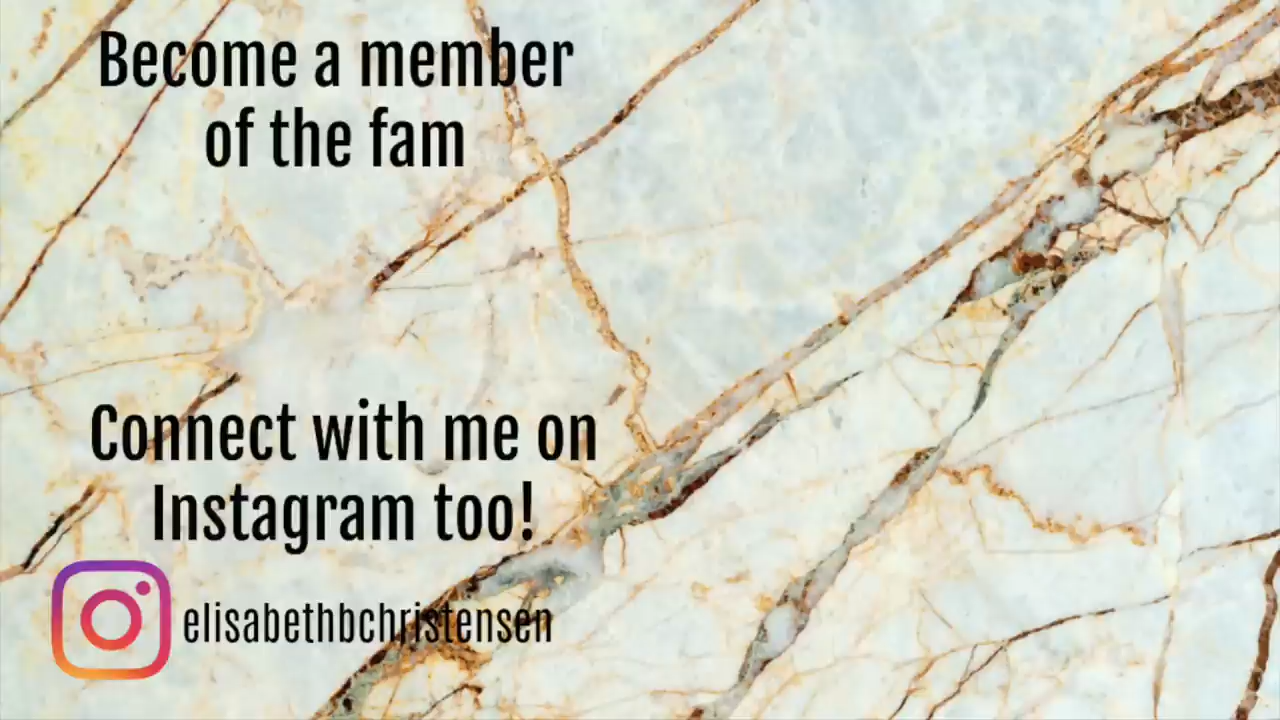 Become a member
of the fam
Connect with me on
Instagram too!
elisabethbchristensen